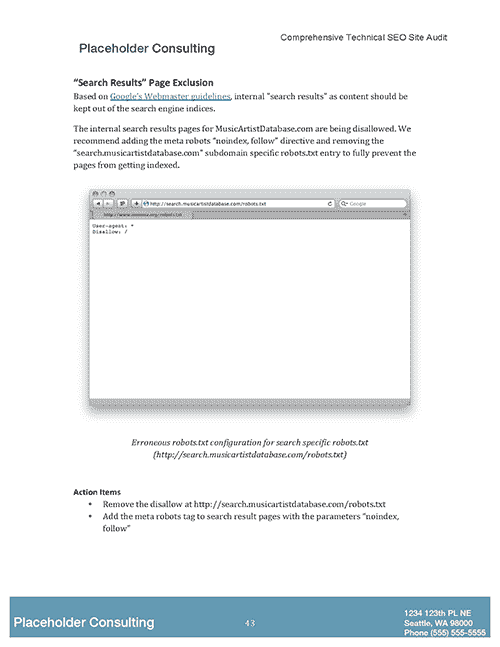 Comprehensive Technical SEO Site Audit
Placeholder Consulting
"Search Results" Page Exclusion
Based on Google's Webmaster guidelines, internal "search results" as content should be
kept out of the search engine indices.
The internal search results pages for MusicArtistDatabase.com are being disallowed. We
recommend adding the meta robots "noindex, follow" directive and removing the
"search.musicartistdatabase.com" subdomain specific robots.txt entry to fully prevent the
pages from getting indexed.
http://search.musicartistdatabase.com/robots.txt
Google
User-agent: *
Disallow: /
Erroneous robots.txt configuration for search specific robots.txt
(http://search.musicartistdatabase.com/robots.txt)
Action Items
• Remove the disallow at http://search.musicartistdatabase.com/robots.txt
• Add the meta robots tag to search result pages with the parameters "noindex,
follow"
Placeholder Consulting
43
1234 123th PL NE
Seattle, WA 98000
Phone (555) 555-5555